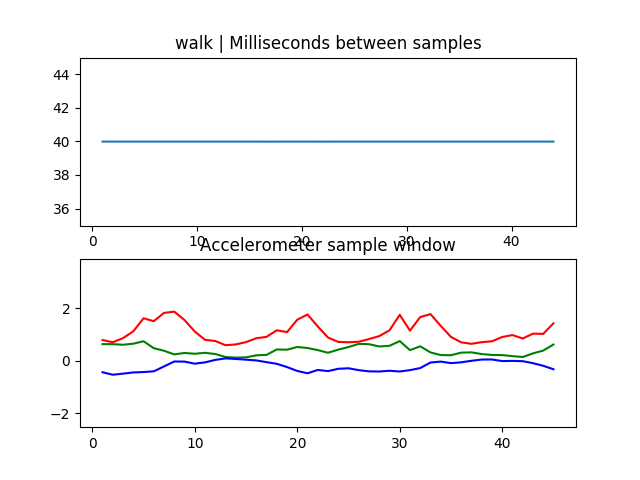 walk | Milliseconds between samples
44
42
40
38
36
0 10 20 30 40
Accelerometer sample window
2
0
−2
0 10 20 30 40